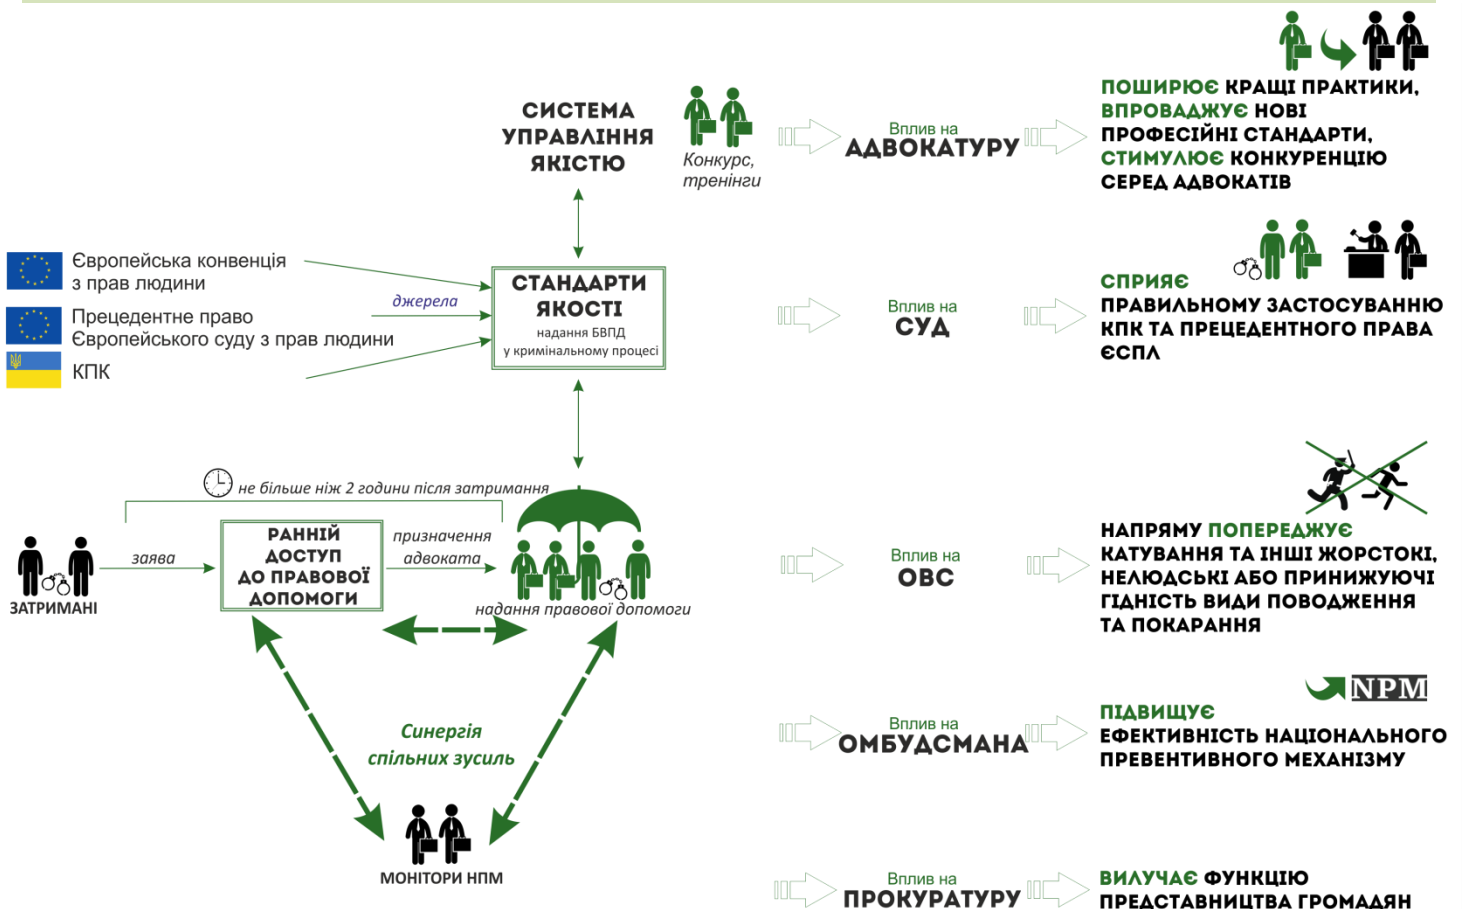 СИСТЕМА
УПРАВЛІННЯ
ЯКІСТЮ
Конкурс,
тренінги
Європейська конвенція
з прав людини
Прецедентне право
Європейського суду з прав людини
КПК
джерела
СТАНДАРТИ
ЯКОСТІ
надання БВПД
у кримінальному процесі
не більше ніж 2 години після затримання
ЗАТРИМАНІ
заява
РАННІЙ
ДОСТУП
ДО ПРАВОВОЇ
ДОПОМОГИ
призначення
адвоката
надання правової допомоги
Синергія
спільних зусиль
МОНІТОРИ НПМ
Вплив на
АДВОКАТУРУ
ПОШИРЮЄ КРАЩІ ПРАКТИКИ,
ВПРОВАДЖУЄ НОВІ
ПРОФЕСІЙНІ СТАНДАРТИ,
СТИМУЛЮЄ КОНКУРЕНЦІЮ
СЕРЕД АДВОКАТІВ
Вплив на
СУД
СПРИЯЄ
ПРАВИЛЬНОМУ ЗАСТОСУВАННЮ
КПК ТА ПРЕЦЕДЕНТНОГО ПРАВА
ЄСПЛ
Вплив на
ОВС
НАПРЯМУ ПОПЕРЕДЖУЄ
КАТУВАННЯ ТА ІНШІ ЖОРСТОКІ,
НЕЛЮДСЬКІ АБО ПРИНИЖУЮЧІ
ГІДНІСТЬ ВИДИ ПОВОДЖЕННЯ
ТА ПОКАРАННЯ
Вплив на
ОМБУДСМАНА
NPM
ПІДВИЩУЄ
ЕФЕКТИВНІСТЬ НАЦІОНАЛЬНОГО
ПРЕВЕНТИВНОГО МЕХАНІЗМУ
Вплив на
ПРОКУРАТУРУ
ВИЛУЧАЄ ФУНКЦІЮ
ПРЕДСТАВНИЦТВА ГРОМАДЯН